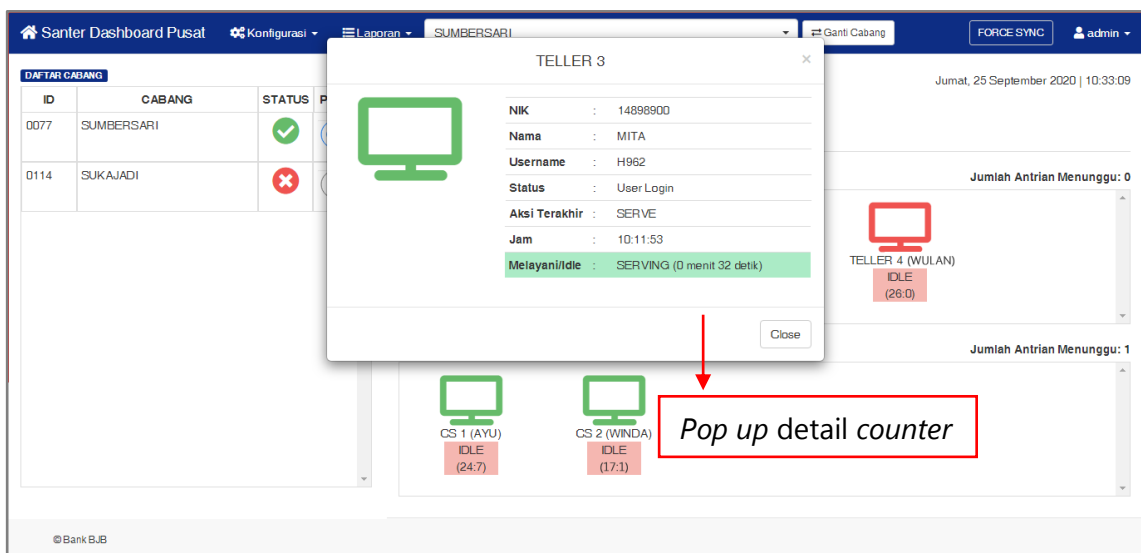 Santer Dashboard Pusat Konfigurasi Laporan SUMBERSARI Ganti Cabang FORCE SYNC admin
DAFTAR CABANG
Jumat, 25 September 2020 | 10:33:09
ID CABANG STATUS P
0077 SUMBERSARI
0114 SUKAJADI
TELLER 3 ×
NIK : 14898900
Nama : MITA
Username : H962
Status : User Login
Aksi Terakhir : SERVE
Jam : 10:11:53
Melayani/Idle : SERVING (0 menit 32 detik)
Close
Jumlah Antrian Menunggu: 0
TELLER 4 (WULAN)
IDLE
(26:0)
Jumlah Antrian Menunggu: 1
CS 1 (AYU)
IDLE
(24:7)
CS 2 (WINDA)
IDLE
(17:1)
Pop up detail counter
© Bank BJB